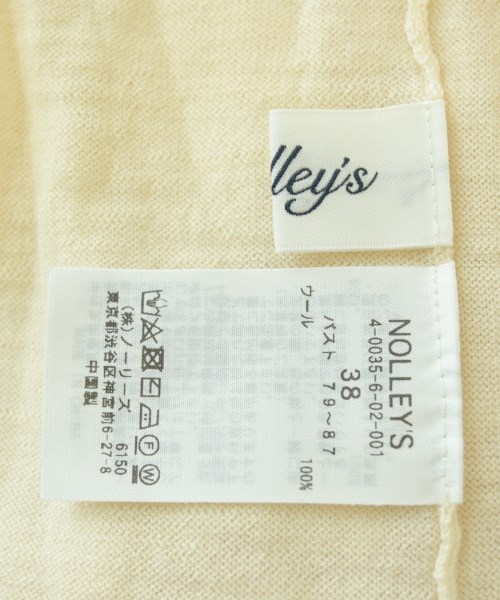 lley's
NOLLEY'S
4-0035-6-02-001
38
バスト 79～87
ウール 100%
(株)ノーリーズ 6150
東京都渋谷区神宮前6-27-8
中國製